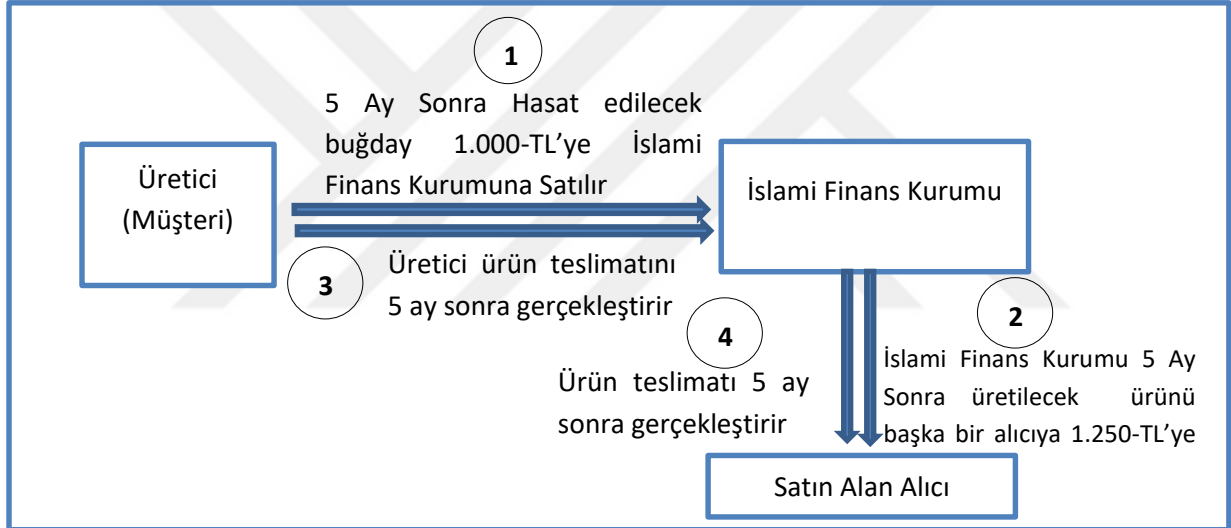 1
5 Ay Sonra Hasat edilecek
buğday 1.000-TL’ye İslami
Finans Kurumuna Satılır
Üretici
(Müşteri)
İslami Finans Kurumu
3
Üretici ürün teslimatını
5 ay sonra gerçekleştirir
4
Ürün teslimatı 5 ay
sonra gerçekleştirir
2
İslami Finans Kurumu 5 Ay
Sonra üretilecek ürünü
başka bir alıcıya 1.250-TL’ye
Satın Alan Alıcı